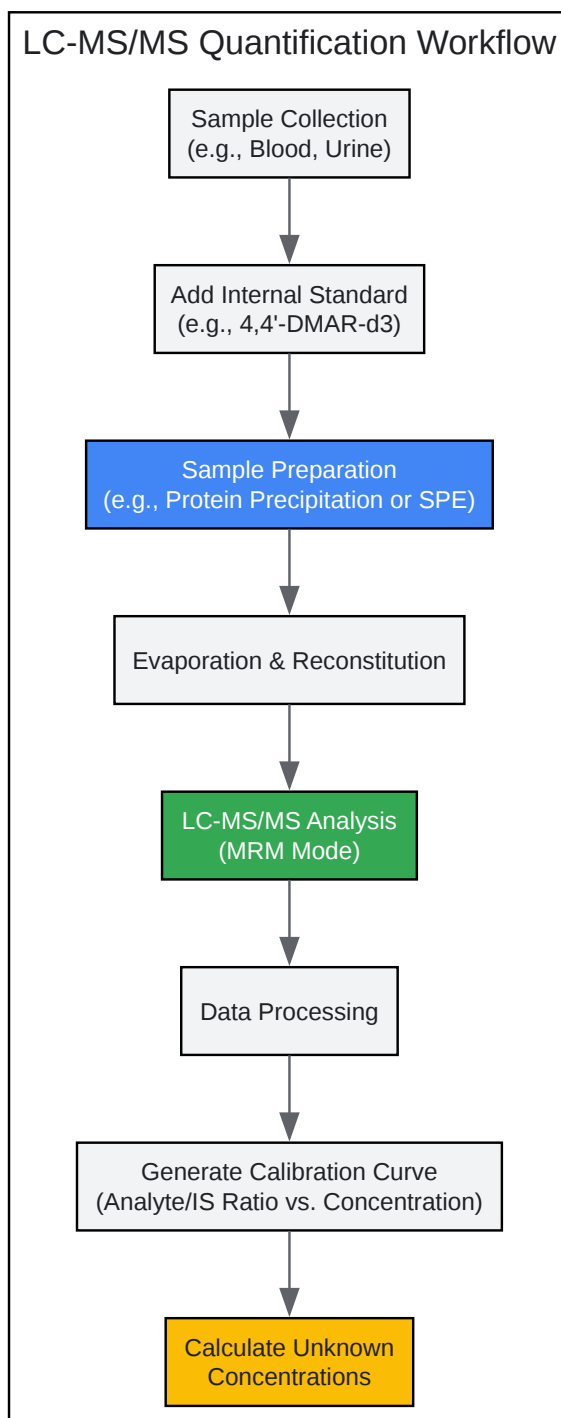 LC-MS/MS Quantification Workflow
Sample Collection
(e.g., Blood, Urine)
Add Internal Standard
(e.g., 4,4'-DMAR-d3)
Sample Preparation
(e.g., Protein Precipitation or SPE)
Evaporation & Reconstitution
LC-MS/MS Analysis
(MRM Mode)
Data Processing
Generate Calibration Curve
(Analyte/IS Ratio vs. Concentration)
Calculate Unknown
Concentrations